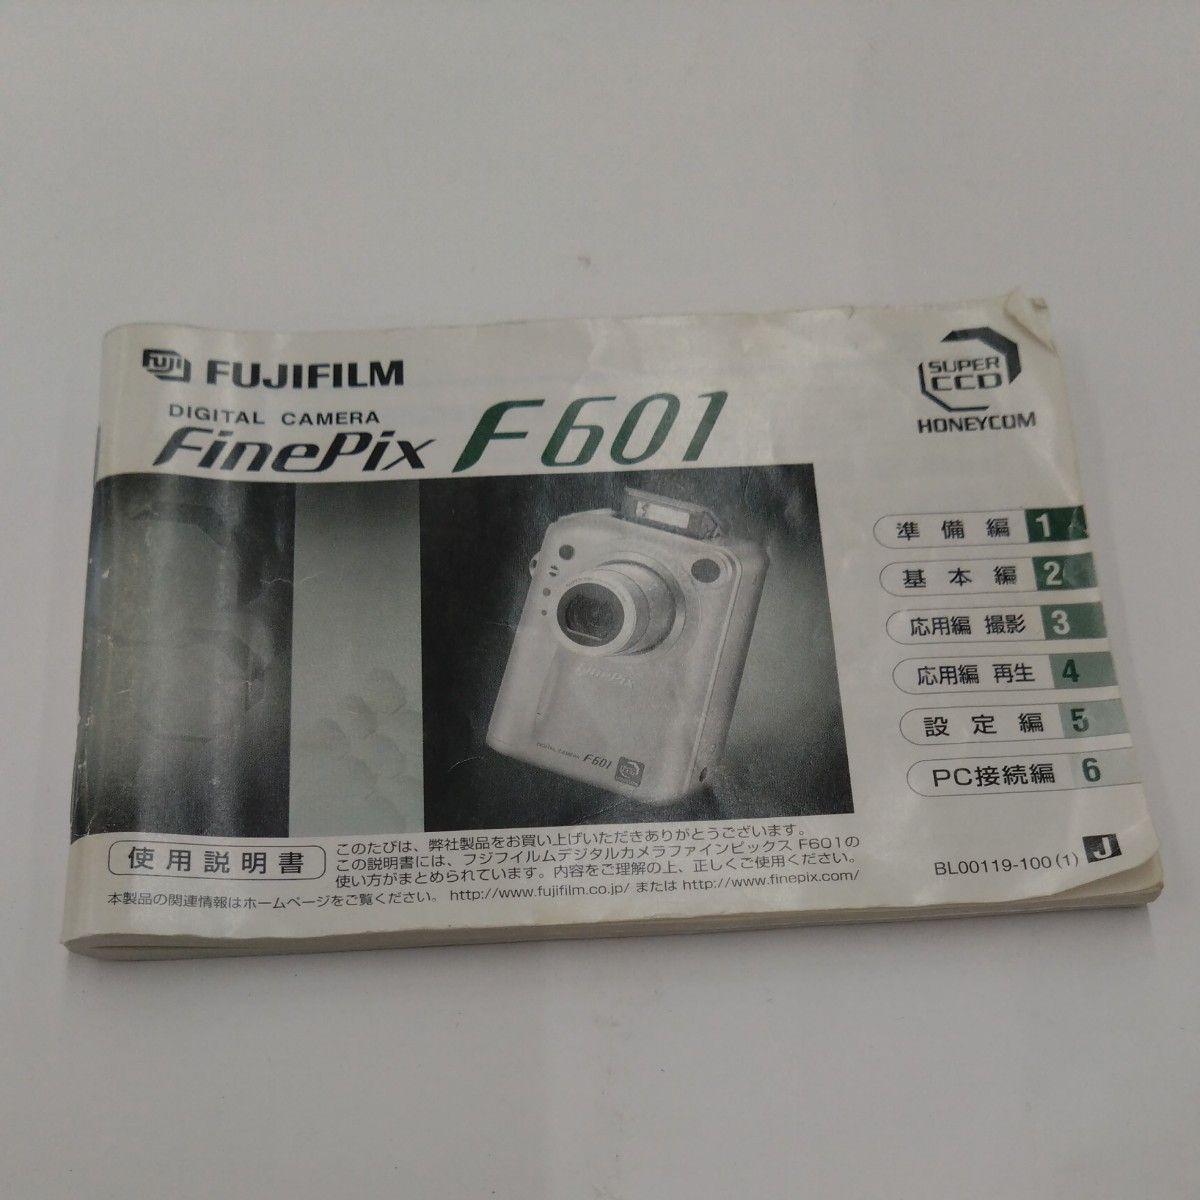 FUJI FUJIFILM
DIGITAL CAMERA
FinePix F601
SUPER
CCD
HONEYCOM
準備編 1
基本編 2
応用編 撮影 3
応用編 再生 4
設定編 5
PC接続編 6
FinePix
DIGITAL CAMERA F601
CCD
使用説明書
このたびは、弊社製品をお買い上げいただきありがとうございます。
この説明書には、フジフイルムデジタルカメラファインピックス F601の
使い方がまとめられています。内容をご理解の上、正しくご使用ください。
本製品の関連情報はホームページをご覧ください。 http://www.fujifilm.co.jp/ または http://www.finepix.com/
BL00119-100(1) J